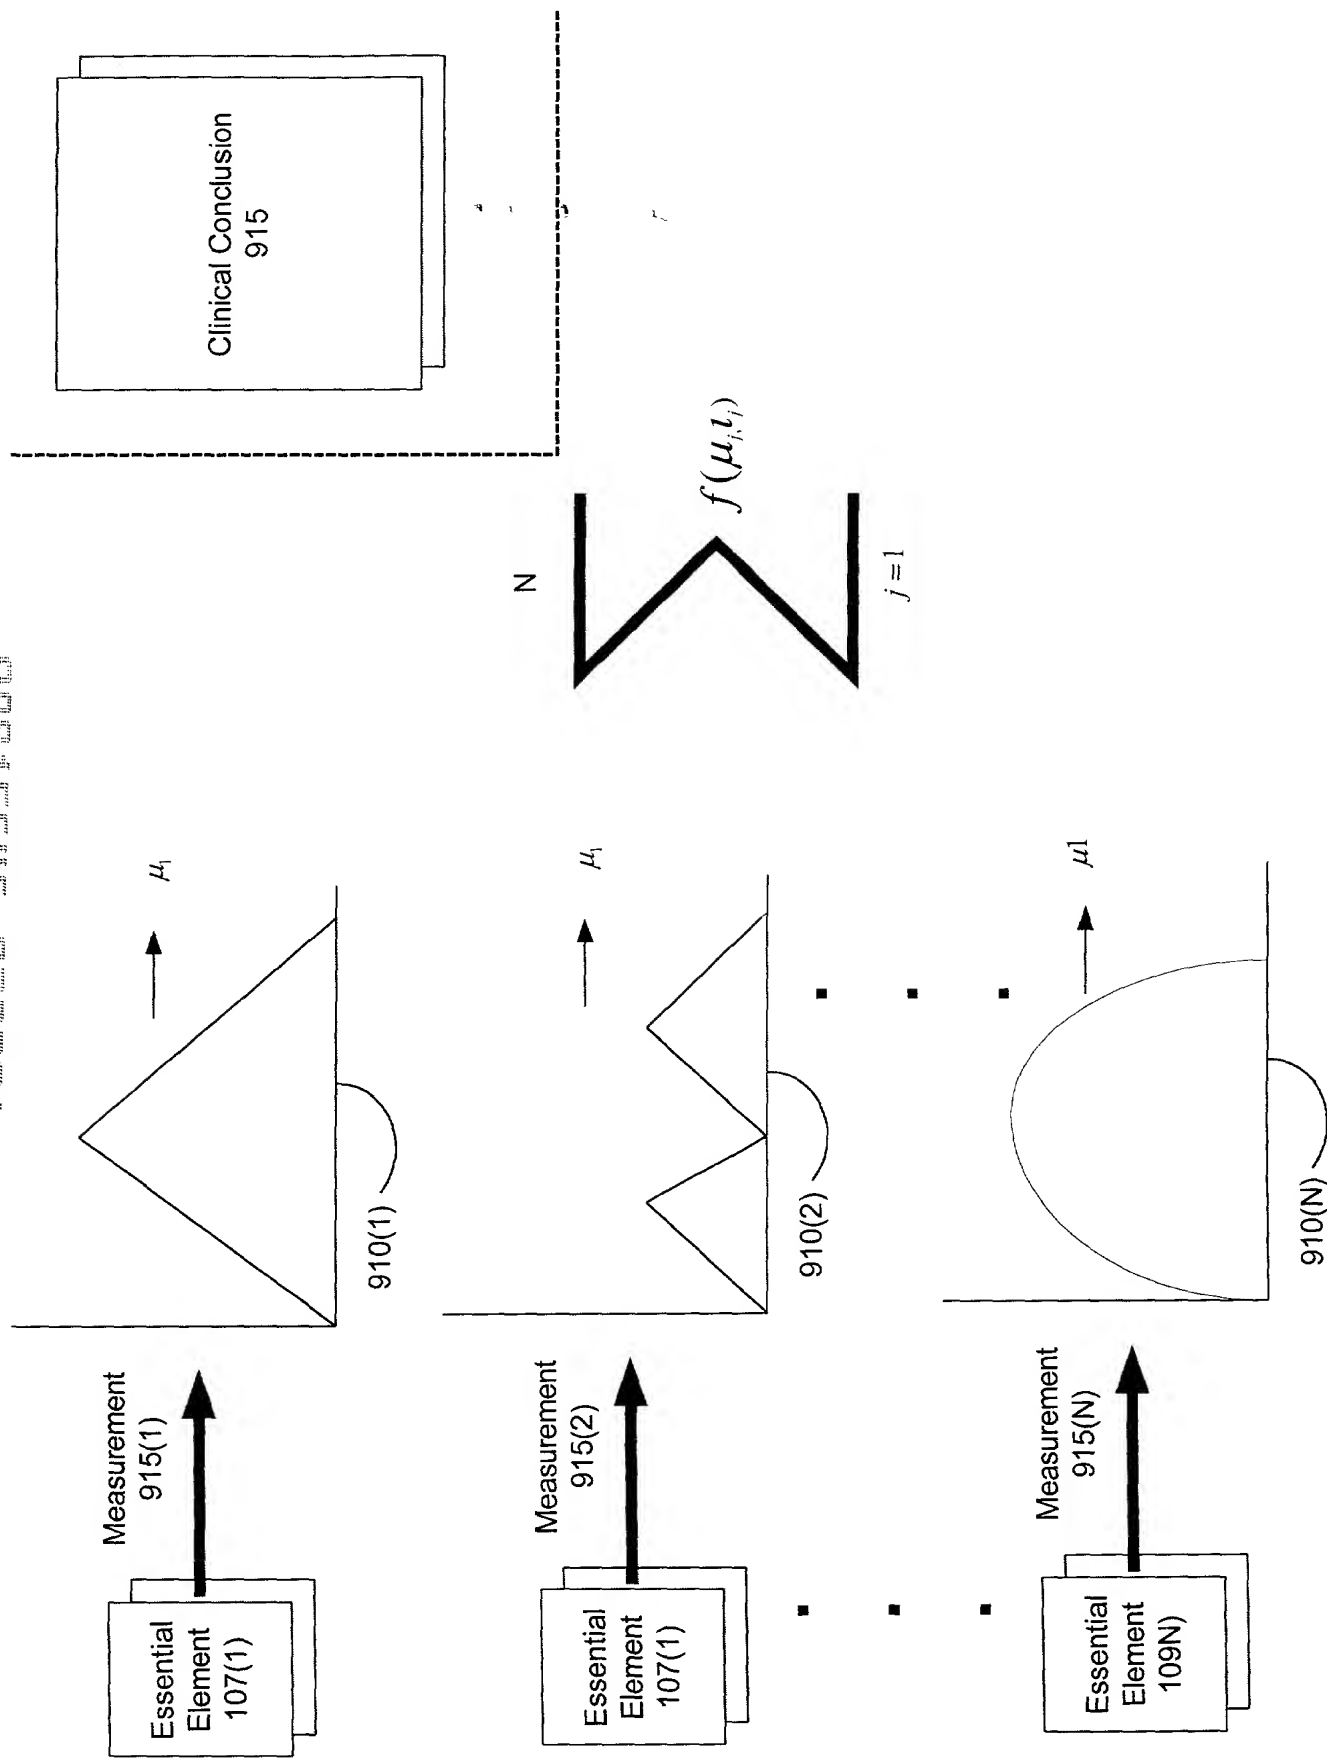 Essential
Element
107(1)
Measurement
915(1)
910(1)
μ₁
Essential
Element
107(1)
Measurement
915(2)
910(2)
μ₁
Essential
Element
109N)
Measurement
915(N)
910(N)
μ1
N
f(μⱼ,ιⱼ)
j=1
Clinical Conclusion
915